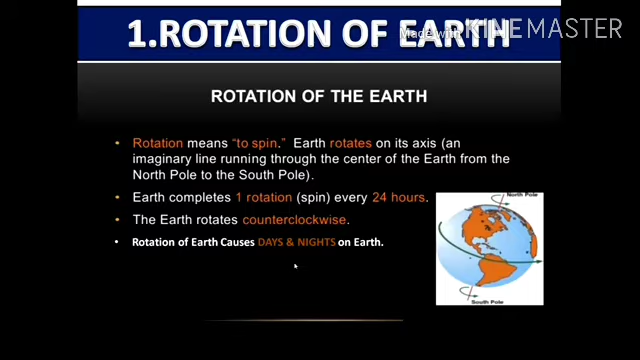 1.ROTATION OF EARTH
Made with KINEMASTER
ROTATION OF THE EARTH
• Rotation means “to spin.” Earth rotates on its axis (an
imaginary line running through the center of the Earth from the
North Pole to the South Pole).
• Earth completes 1 rotation (spin) every 24 hours.
• The Earth rotates counterclockwise.
• Rotation of Earth Causes DAYS & NIGHTS on Earth.
North Pole
South Pole